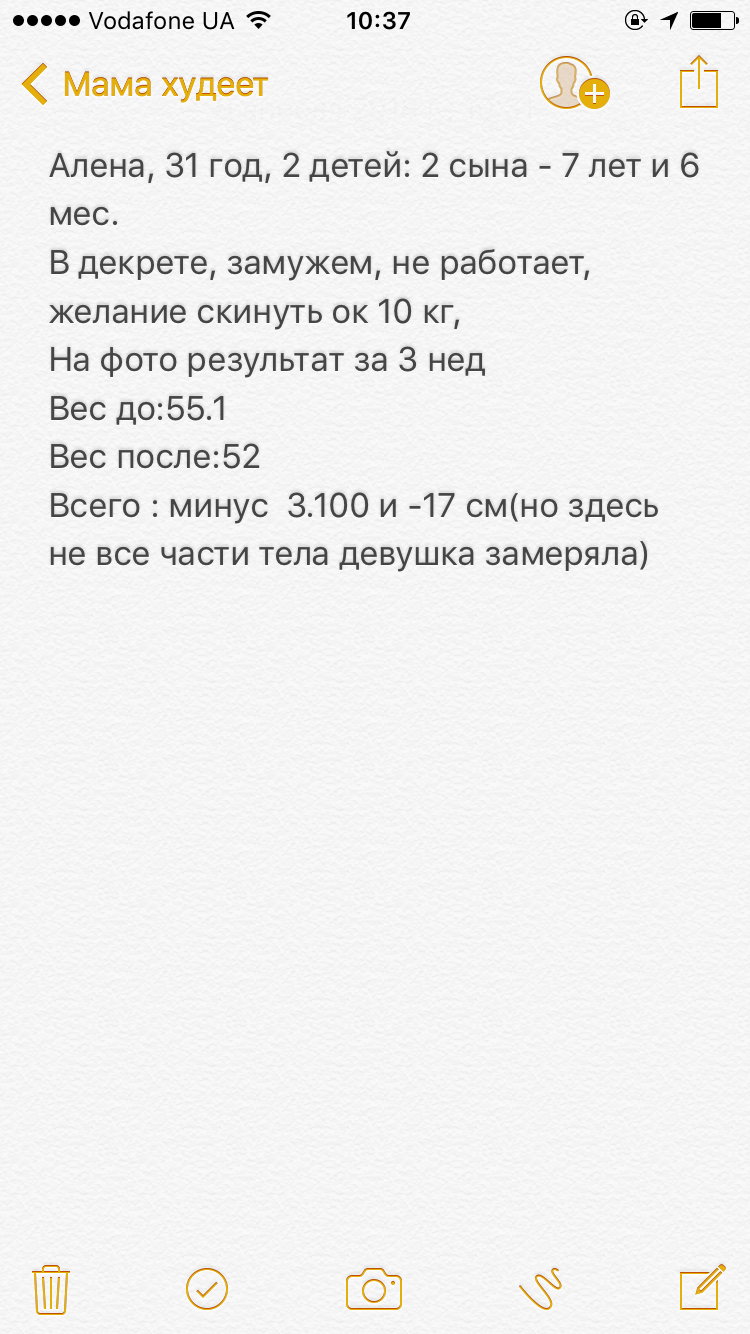 Vodafone UA 10:37
Мама худеет
Алена, 31 год, 2 детей: 2 сына - 7 лет и 6
мес.
В декрете, замужем, не работает,
желание скинуть ок 10 кг,
На фото результат за 3 нед
Вес до:55.1
Вес после:52
Всего : минус  3.100 и -17 см(но здесь
не все части тела девушка замеряла)